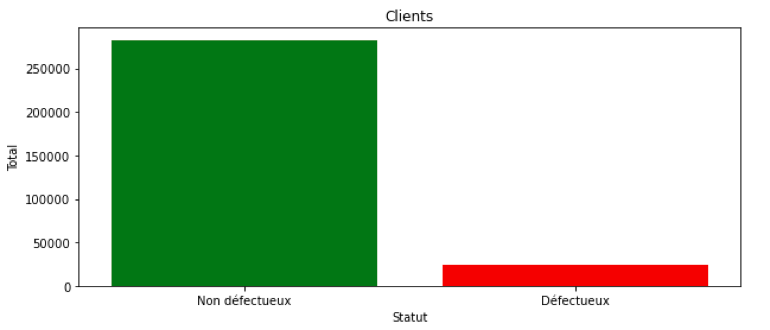 Clients
250000
200000
150000
100000
50000
0
Total
Non défectueux
Défectueux
Statut